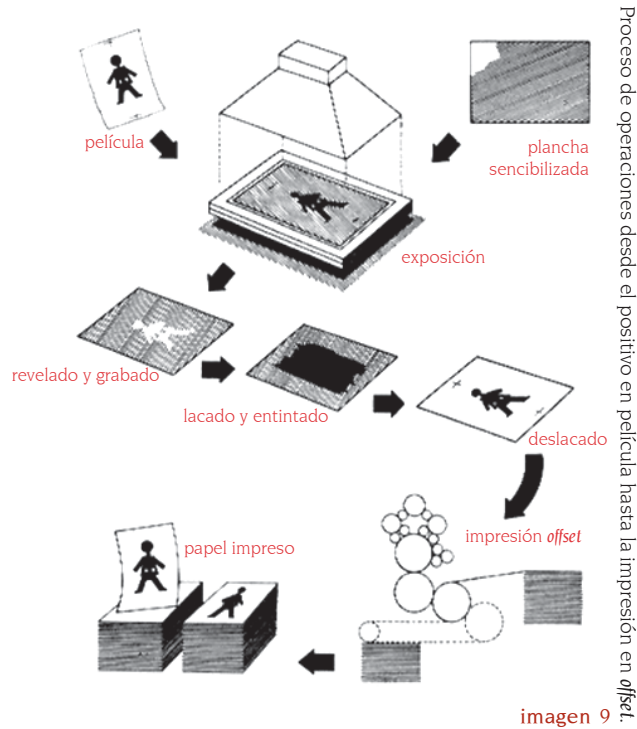 película
plancha
sencibilizada
exposición
revelado y grabado
lacado y entintado
deslacado
impresión offset
papel impreso
imagen 9
Proceso de operaciones desde el positivo en película hasta la impresión en offset.